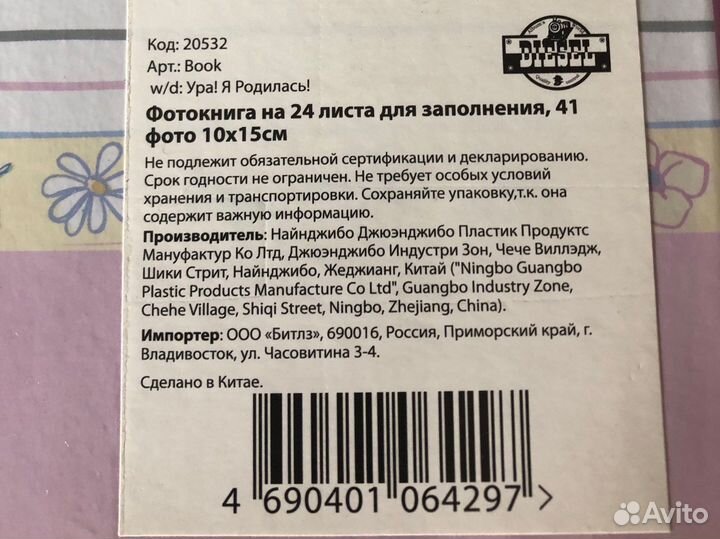 Код: 20532
Арт.: Book
w/d: Ура! Я Родилась!
DIESEL
Quality
Фотокнига на 24 листа для заполнения, 41
фото 10х15см
Не подлежит обязательной сертификации и декларированию.
Срок годности не ограничен. Не требует особых условий
хранения и транспортировки. Сохраняйте упаковку,т.к. она
содержит важную информацию.
Производитель: Найнджибо Джюэнджибо Пластик Продуктс
Мануфактур Ко Лтд, Джюэнджибо Индустри Зон, Чече Виллэдж,
Шики Стрит, Найнджибо, Жеджианг, Китай ("Ningbo Guangbo
Plastic Products Manufacture Co Ltd", Guangbo Industry Zone,
Chehe Village, Shiqi Street, Ningbo, Zhejiang, China).
Импортер: ООО «Битлз», 690016, Россия, Приморский край, г.
Владивосток, ул. Часовитина 3-4.
Сделано в Китае.
4 690401 064297 >
Avito